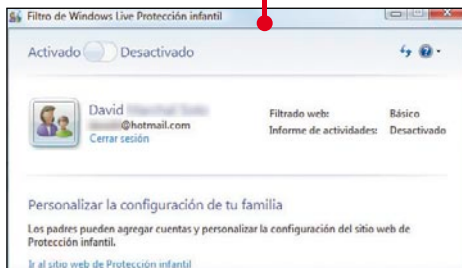 Filtro de Windows Live Protección infantil
Activado Desactivado
David
@hotmail.com
Cerrar sesión
Filtrado web: Básico
Informe de actividades: Desactivado
Personalizar la configuración de tu familia
Los padres pueden agregar cuentas y personalizar la configuración del sitio web de
Protección infantil.
Ir al sitio web de Protección infantil